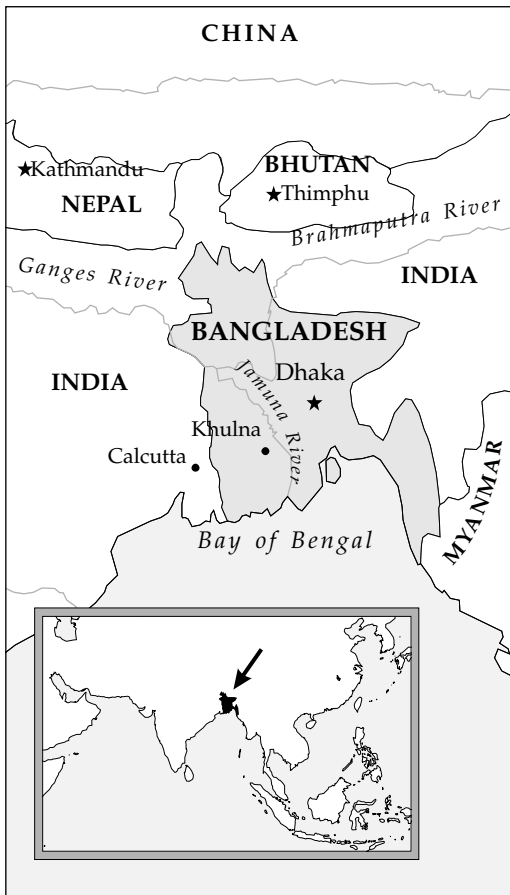 CHINA
BHUTAN
Kathmandu
Thimphu
NEPAL
Brahmaputra River
Ganges River
INDIA
BANGLADESH
Dhaka
INDIA
Jamuna River
Khulna
Calcutta
MYANMAR
Bay of Bengal